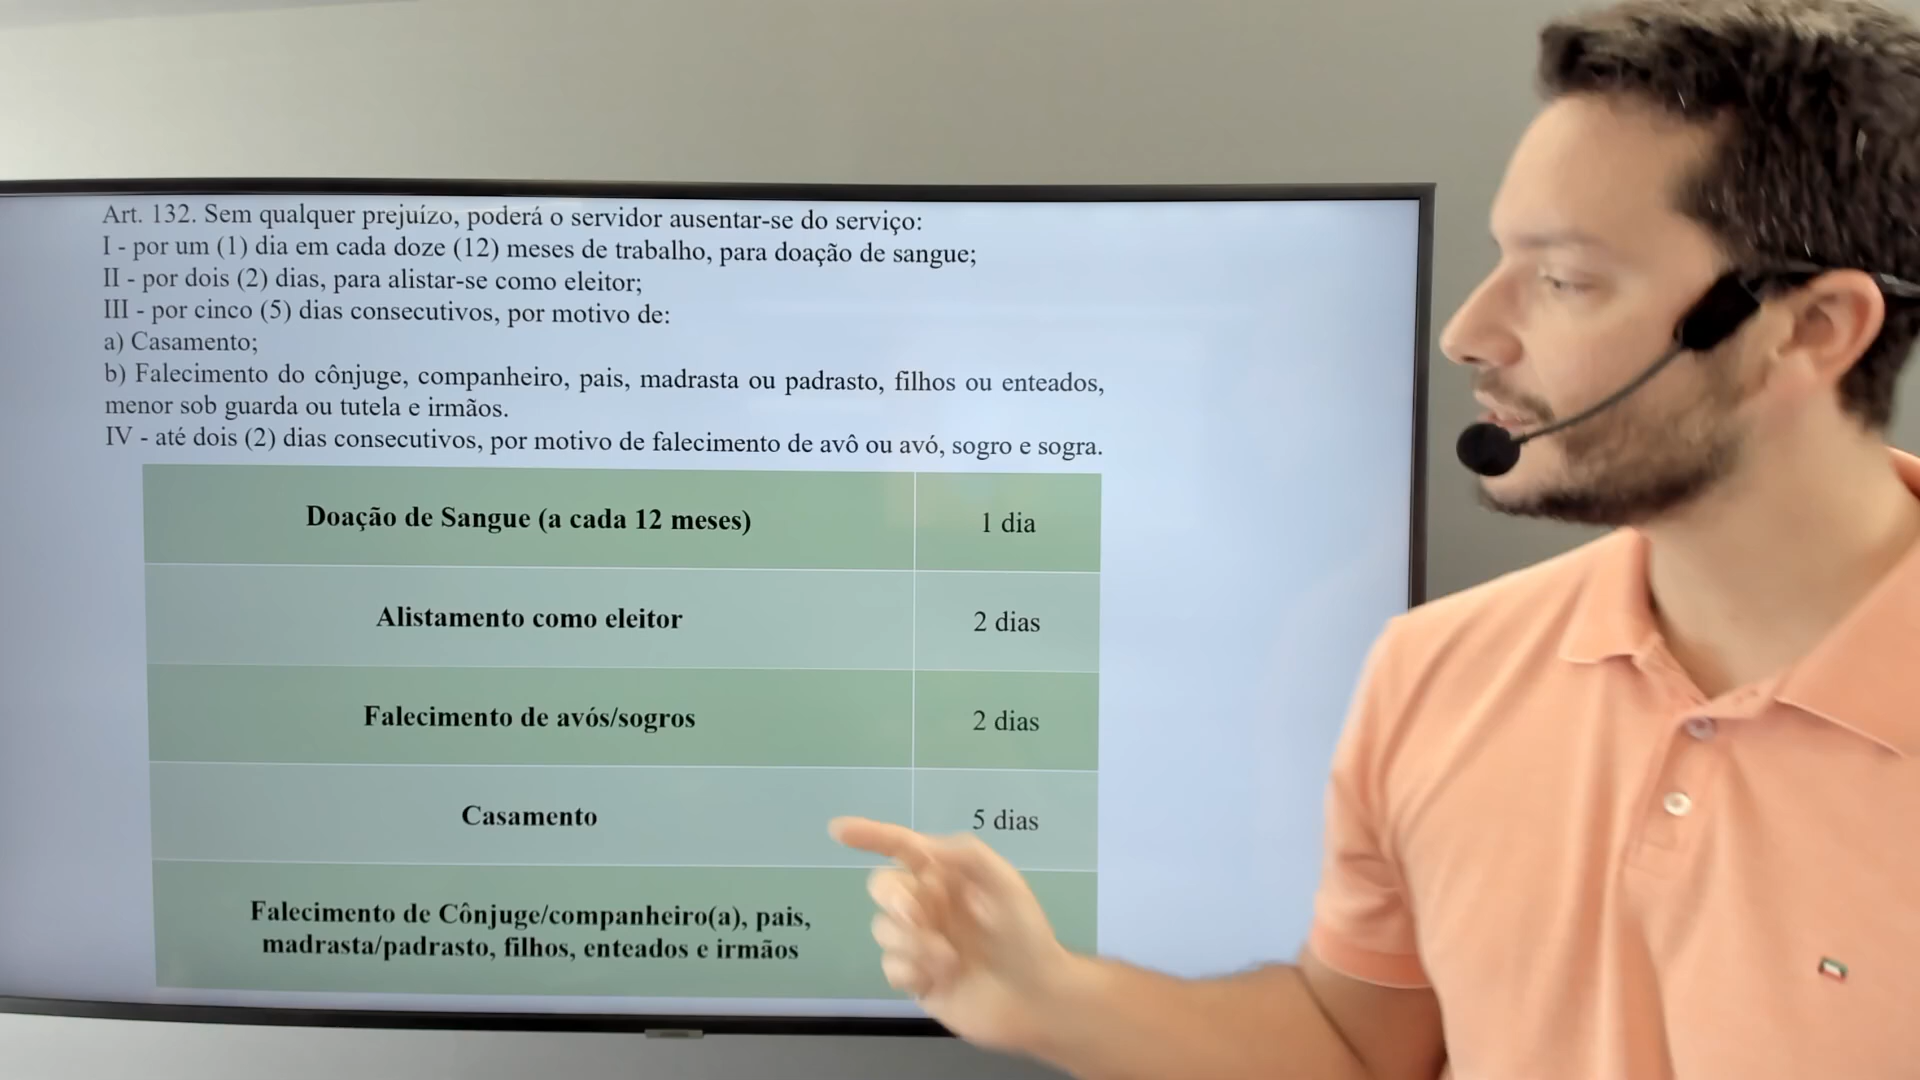 Art. 132. Sem qualquer prejuízo, poderá o servidor ausentar-se do serviço:
I - por um (1) dia em cada doze (12) meses de trabalho, para doação de sangue;
II - por dois (2) dias, para alistar-se como eleitor;
III - por cinco (5) dias consecutivos, por motivo de:
a) Casamento;
b) Falecimento do cônjuge, companheiro, pais, madrasta ou padrasto, filhos ou enteados,
menor sob guarda ou tutela e irmãos.
IV - até dois (2) dias consecutivos, por motivo de falecimento de avô ou avó, sogro e sogra.
Doação de Sangue (a cada 12 meses) 1 dia
Alistamento como eleitor 2 dias
Falecimento de avós/sogros 2 dias
Casamento 5 dias
Falecimento de Cônjuge/companheiro(a), pais,
madrasta/padrasto, filhos, enteados e irmãos